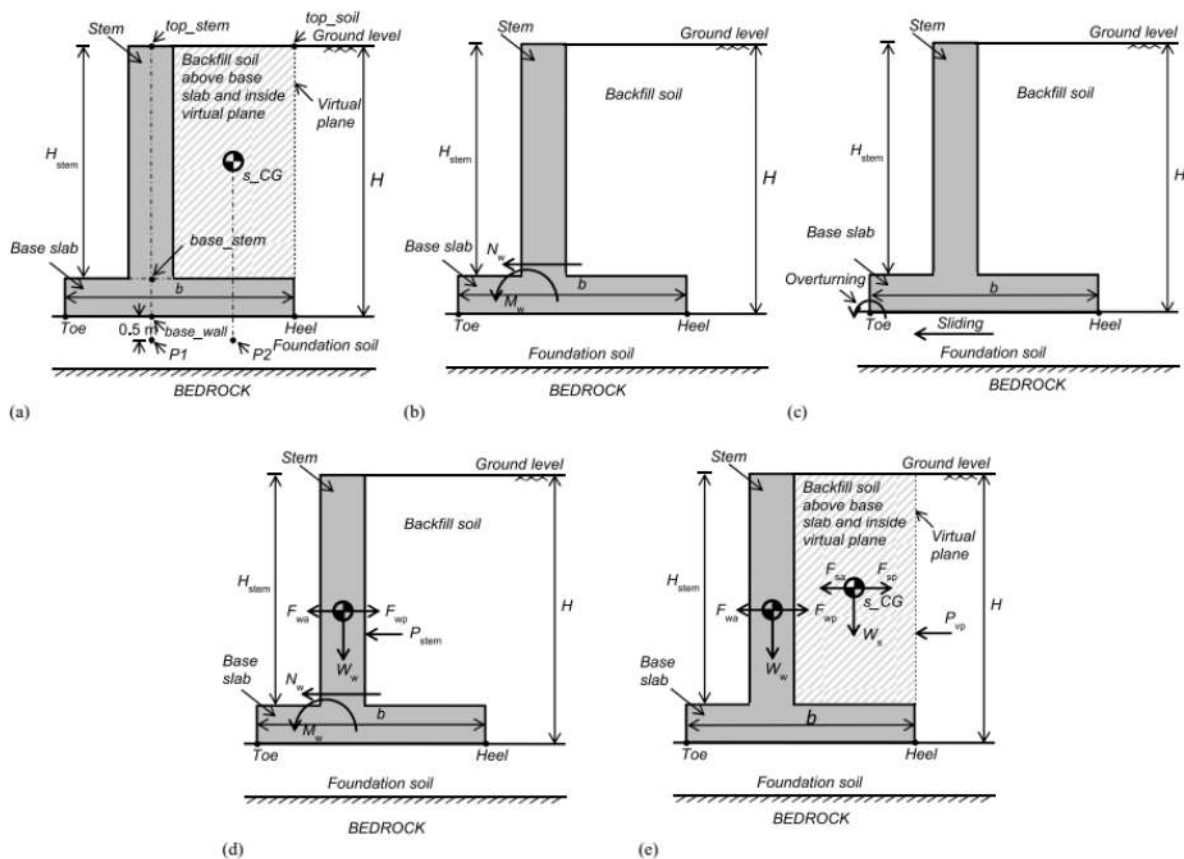 top_stem
top_soil
Stem
Ground level
Backfill soil
above base
slab and inside
virtual plane
Virtual
plane
H_stem
s_CG
H
Base slab
base_stem
b
Toe
0.5 m
base_wall
Heel
P1
P2
Foundation soil
BEDROCK
(a)
Stem
Ground level
Backfill soil
H_stem
H
Base slab
N_w
b
M_w
Toe
Heel
Foundation soil
BEDROCK
(b)
Stem
Ground level
Backfill soil
H_stem
H
Base slab
Overturning
b
Toe
Sliding
Heel
Foundation soil
BEDROCK
(c)
Stem
Ground level
Backfill soil
H_stem
H
F_wa
F_wp
P_stem
W_w
Base
slab
N_w
b
M_w
Toe
Heel
Foundation soil
BEDROCK
(d)
Stem
Ground level
Backfill soil
above base
slab and inside
virtual plane
Virtual
plane
H_stem
F_sa
F_sp
s_CG
H
F_wa
F_wp
W_s
P_vp
W_w
Base
slab
b
Toe
Heel
Foundation soil
BEDROCK
(e)